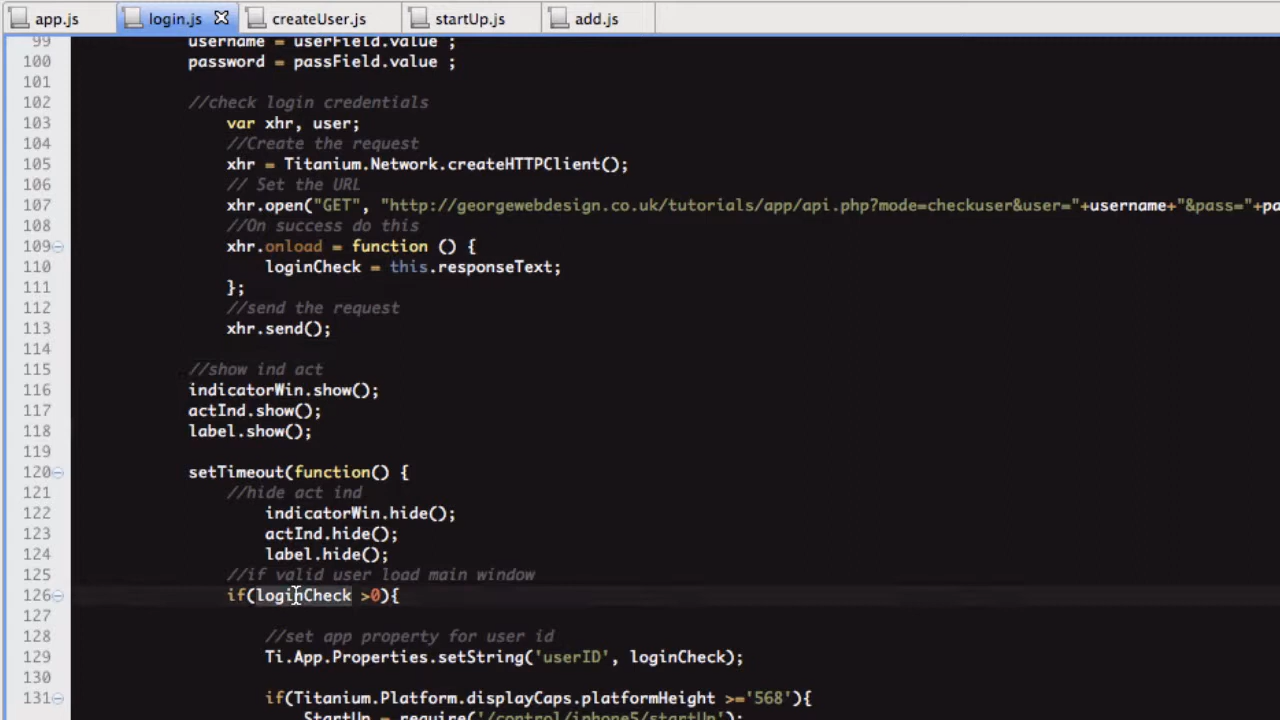 app.js login.js createUser.js startUp.js add.js
99 username = userField.value ;
100 password = passField.value ;
101
102 //check login credentials
103 var xhr, user;
104 //Create the request
105 xhr = Titanium.Network.createHTTPClient();
106 // Set the URL
107 xhr.open("GET", "http://georgewebdesign.co.uk/tutorials/app/api.php?mode=checkuser&user="+username+"&pass="+pa
108 //On success do this
109 xhr.onload = function () {
110 loginCheck = this.responseText;
111 };
112 //send the request
113 xhr.send();
114
115 //show ind act
116 indicatorWin.show();
117 actInd.show();
118 label.show();
119
120 setTimeout(function() {
121 //hide act ind
122 indicatorWin.hide();
123 actInd.hide();
124 label.hide();
125 //if valid user load main window
126 if(loginCheck >0){
127
128 //set app property for user id
129 Ti.App.Properties.setString('userID', loginCheck);
130
131 if(Titanium.Platform.displayCaps.platformHeight >='568'){
StartUp = require('/control/iphone5/startUp');